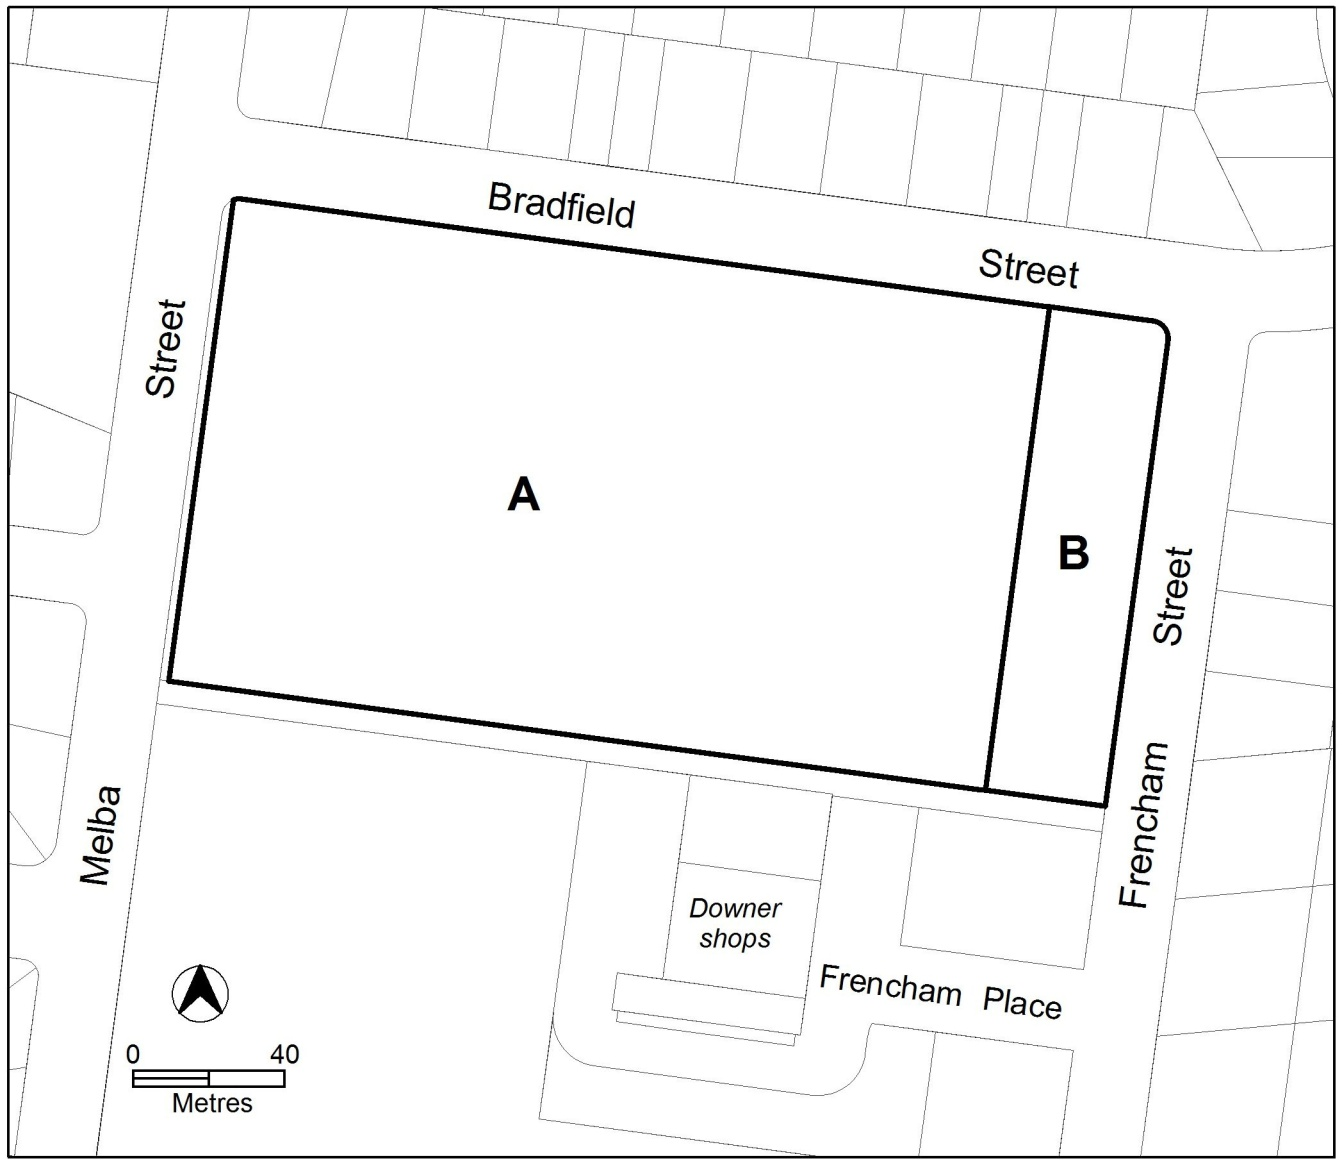 Bradfield
Street
Street
A
B
Street
Melba
Frencham
Downer
shops
Frencham Place
0 40
Metres